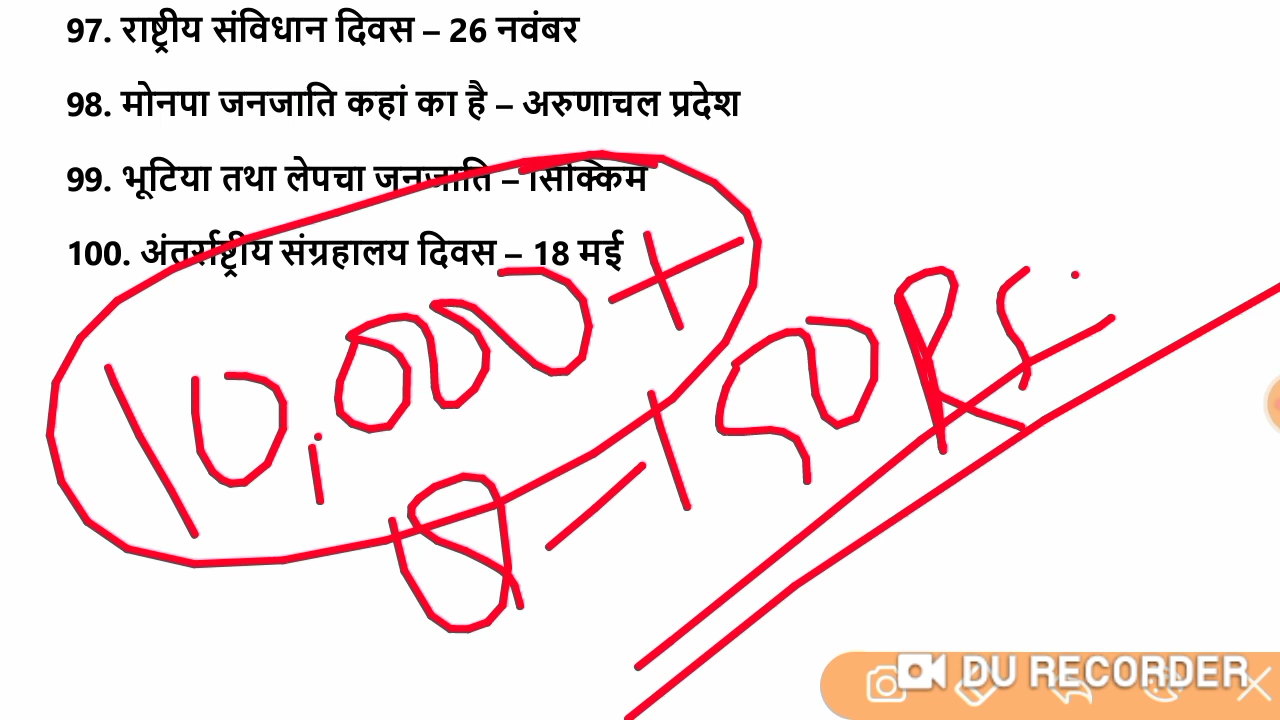 97. राष्ट्रीय संविधान दिवस – 26 नवंबर
98. मोनपा जनजाति कहां का है – अरुणाचल प्रदेश
99. भूटिया तथा लेपचा जनजाति – सिक्किम
100. अंतर्राष्ट्रीय संग्रहालय दिवस – 18 मई
10,000+
Q – 150Rs.
DU RECORDER